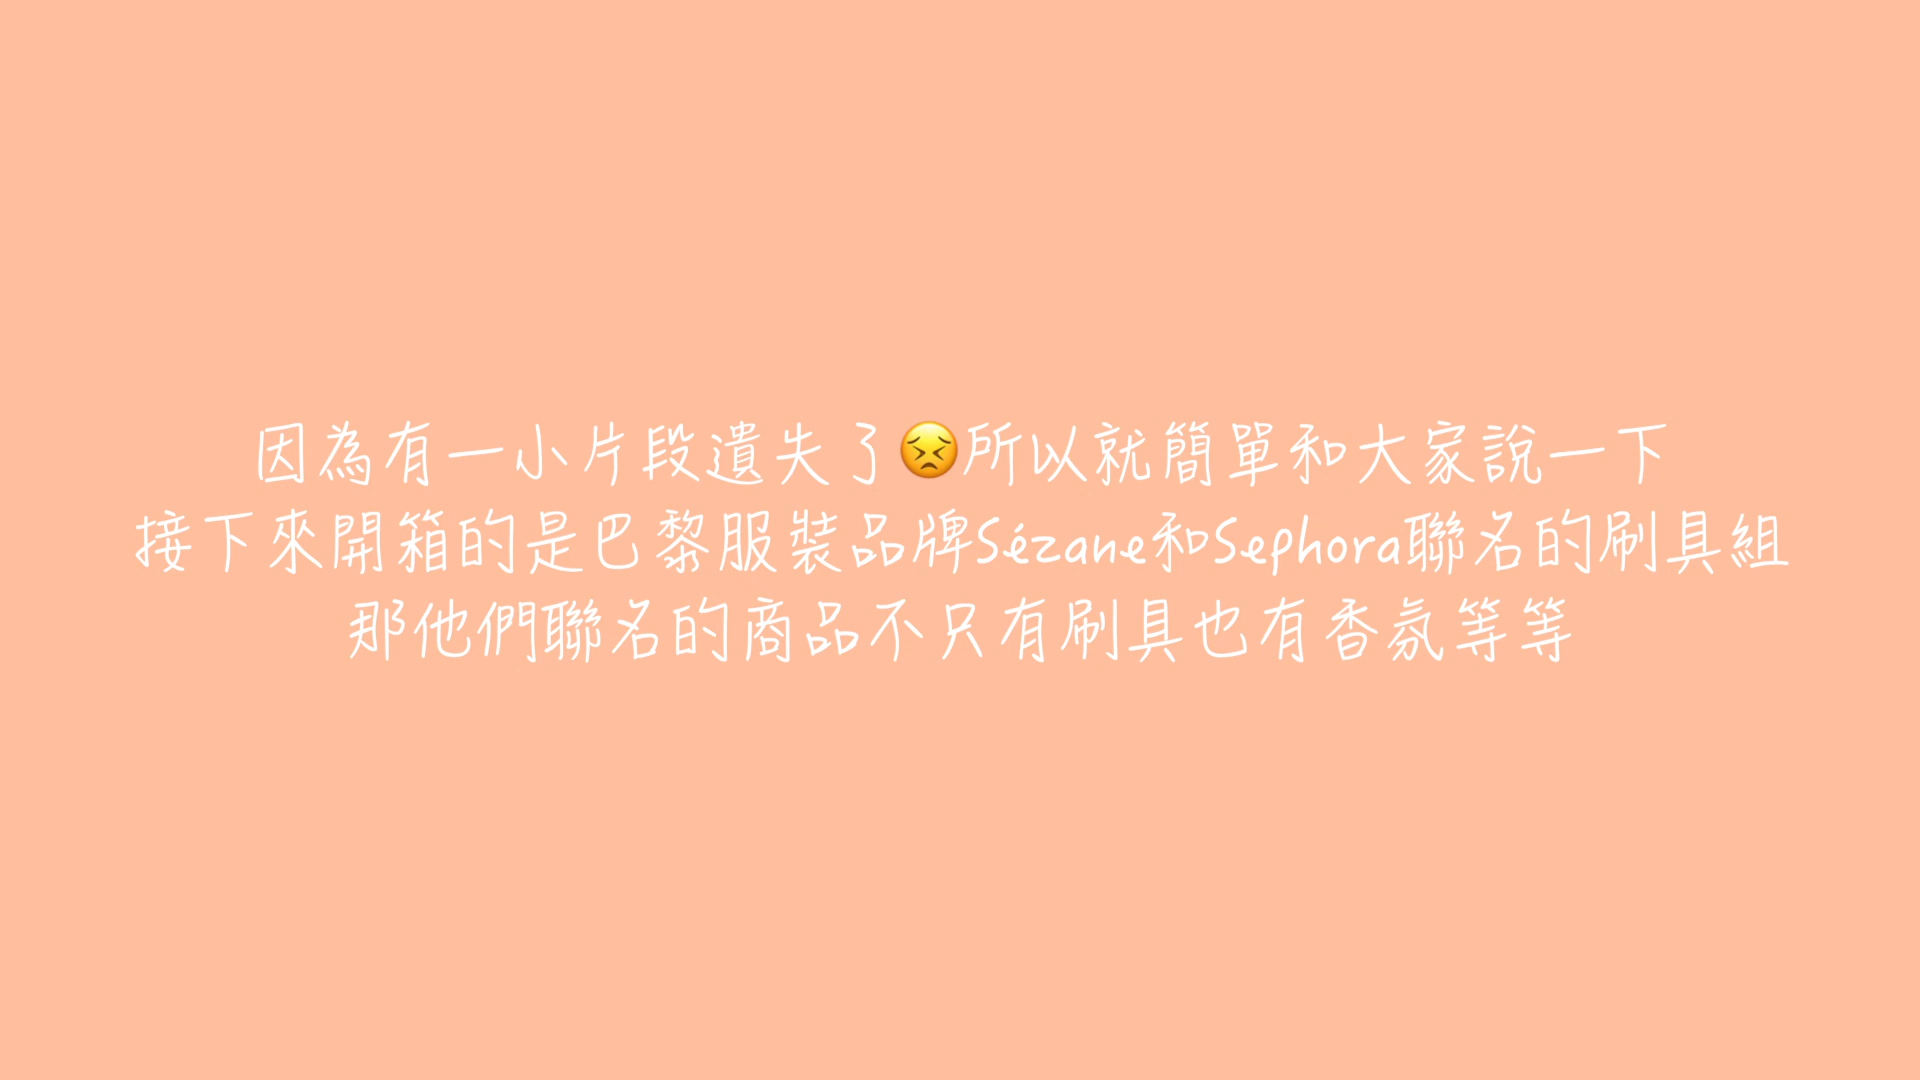 因為有一小片段遺失了😣所以就簡單和大家說一下
接下來開箱的是巴黎服裝品牌Sézane和Sephora聯名的刷具組
那他們聯名的商品不只有刷具也有香氛等等